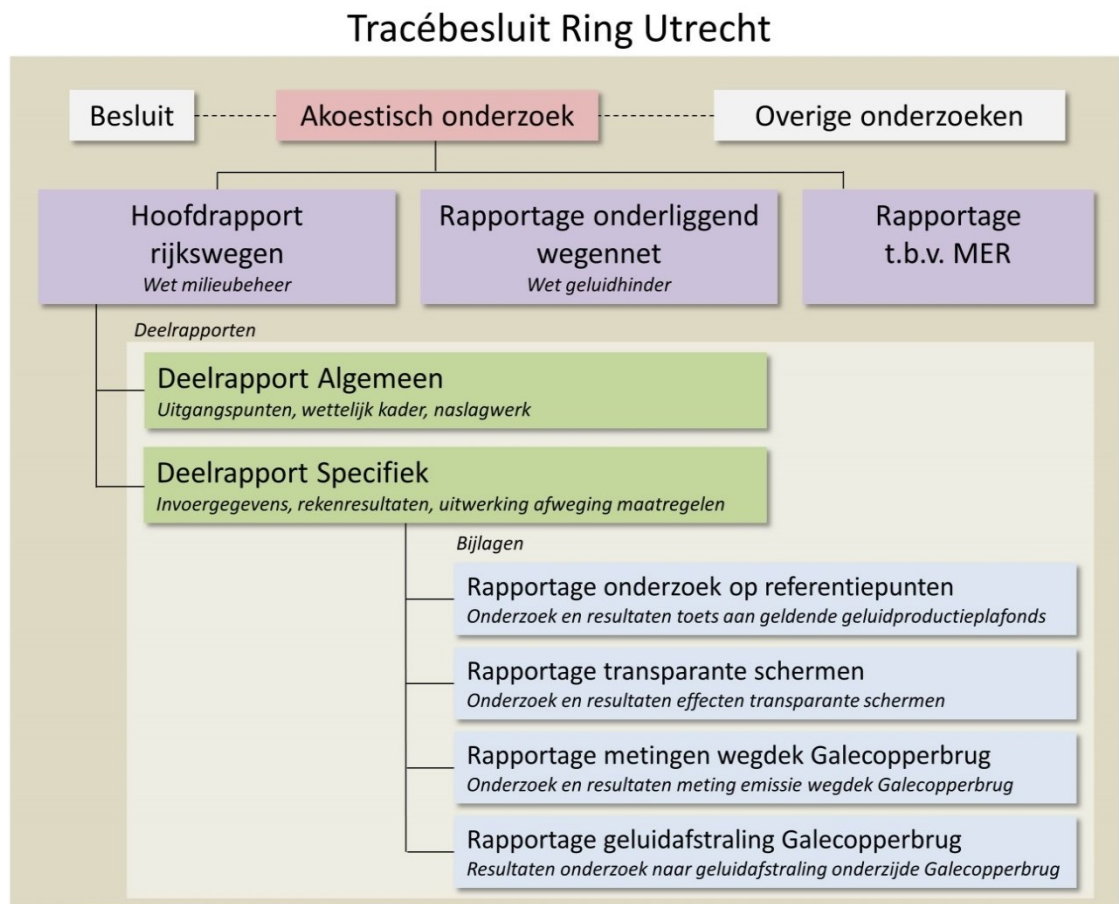 Tracébesluit Ring Utrecht
Besluit
Akoestisch onderzoek
Overige onderzoeken
Hoofdrapport
rijkswegen
Wet milieubeheer
Rapportage onderliggend
wegennet
Wet geluidhinder
Rapportage
t.b.v. MER
Deelrapporten
Deelrapport Algemeen
Uitgangspunten, wettelijk kader, naslagwerk
Deelrapport Specifiek
Invoergegevens, rekenresultaten, uitwerking afweging maatregelen
Bijlagen
Rapportage onderzoek op referentiepunten
Onderzoek en resultaten toets aan geldende geluidproductieplafonds
Rapportage transparante schermen
Onderzoek en resultaten effecten transparante schermen
Rapportage metingen wegdek Galecopperbrug
Onderzoek en resultaten meting emissie wegdek Galecopperbrug
Rapportage geluidafstraling Galecopperbrug
Resultaten onderzoek naar geluidafstraling onderzijde Galecopperbrug